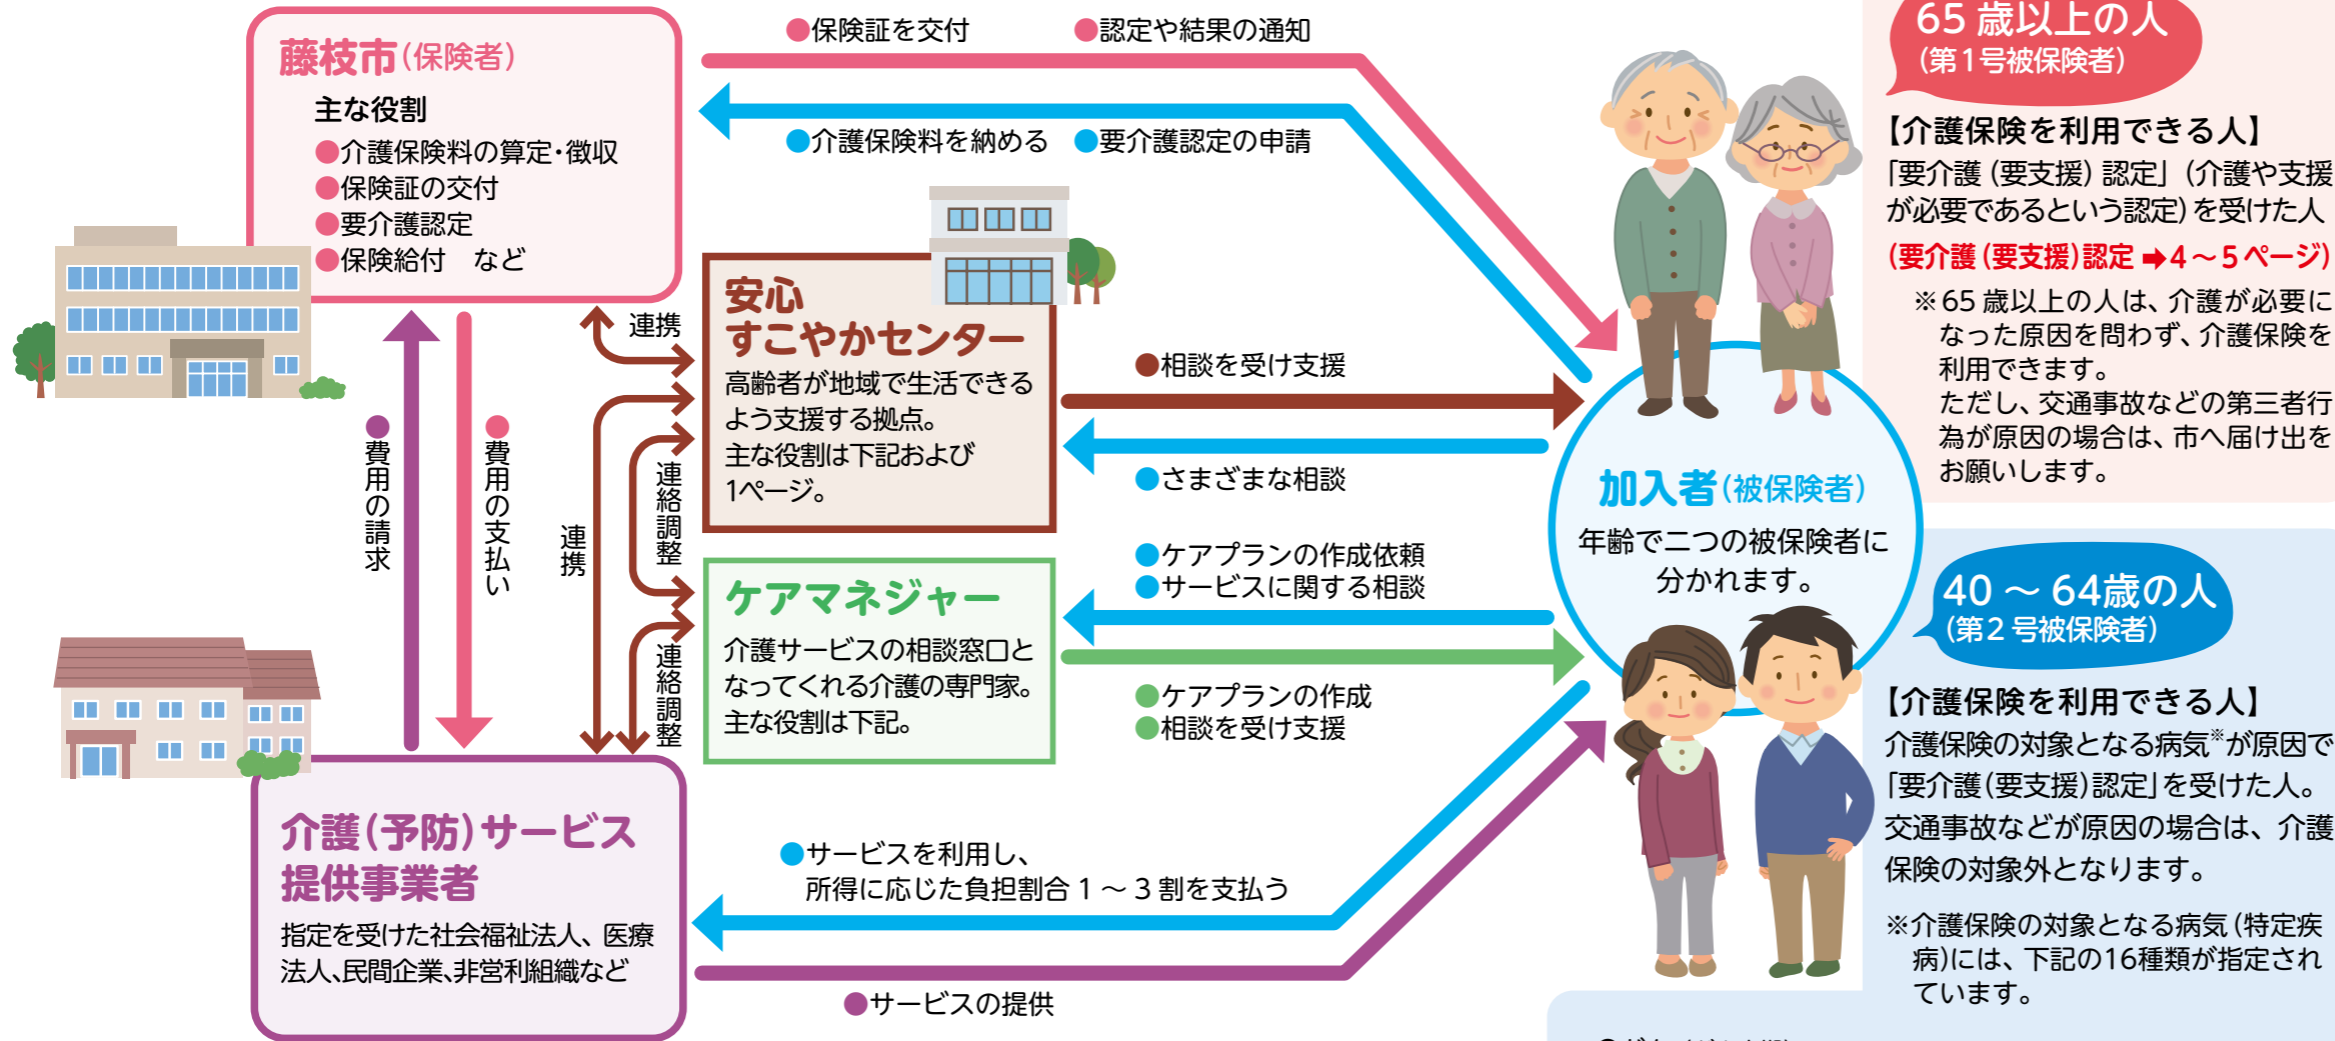 藤枝市(保険者)
主な役割
●介護保険料の算定・徴収
●保険証の交付
●要介護認定
●保険給付　など
●保険証を交付
●認定や結果の通知
●介護保険料を納める
●要介護認定の申請
連携
安心
すこやかセンター
高齢者が地域で生活できる
よう支援する拠点。
主な役割は下記および
1ページ。
●相談を受け支援
●さまざまな相談
●費用の請求
●費用の支払い
連携
連絡調整
ケアマネジャー
介護サービスの相談窓口と
なってくれる介護の専門家。
主な役割は下記。
●ケアプランの作成依頼
●サービスに関する相談
●ケアプランの作成
●相談を受け支援
連絡調整
介護(予防)サービス
提供事業者
指定を受けた社会福祉法人、医療
法人、民間企業、非営利組織など
●サービスを利用し、
所得に応じた負担割合 1 ～ 3 割を支払う
●サービスの提供
加入者(被保険者)
年齢で二つの被保険者に
分かれます。
65 歳以上の人
(第1号被保険者)
【介護保険を利用できる人】
「要介護(要支援)認定」(介護や支援
が必要であるという認定)を受けた人
(要介護(要支援)認定 ➡4 ～ 5 ページ)
※65 歳以上の人は、介護が必要に
なった原因を問わず、介護保険を
利用できます。
ただし、交通事故などの第三者行
為が原因の場合は、市へ届け出を
お願いします。
40 ～ 64歳の人
(第2 号被保険者)
【介護保険を利用できる人】
介護保険の対象となる病気※が原因で
「要介護(要支援)認定」を受けた人。
交通事故などが原因の場合は、介護
保険の対象外となります。
※介護保険の対象となる病気(特定疾
病)には、下記の16種類が指定され
ています。